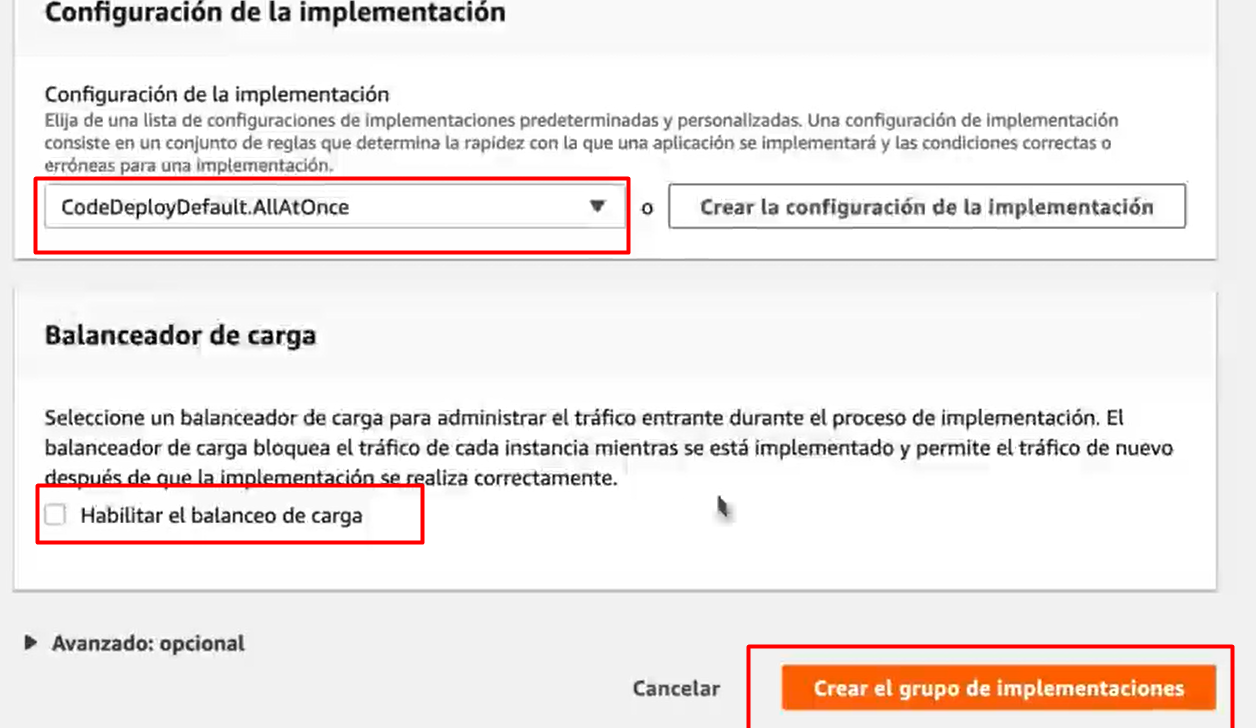 Configuración de la implementación
Configuración de la implementación
Elija de una lista de configuraciones de implementaciones predeterminadas y personalizadas. Una configuración de implementación
consiste en un conjunto de reglas que determina la rapidez con la que una aplicación se implementará y las condiciones correctas o
erróneas para una implementación.
CodeDeployDefault.AllAtOnce o Crear la configuración de la implementación
Balanceador de carga
Seleccione un balanceador de carga para administrar el tráfico entrante durante el proceso de implementación. El
balanceador de carga bloquea el tráfico de cada instancia mientras se está implementado y permite el tráfico de nuevo
después de que la implementación se realiza correctamente.
Habilitar el balanceo de carga
Avanzado: opcional
Cancelar Crear el grupo de implementaciones